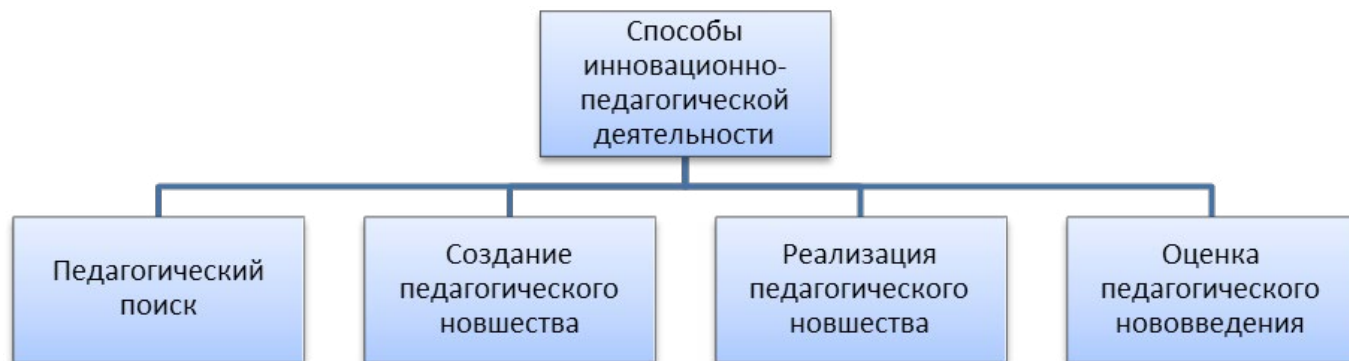 Способы
инновационно-
педагогической
деятельности
Педагогический
поиск
Создание
педагогического
новшества
Реализация
педагогического
новшества
Оценка
педагогического
нововведения